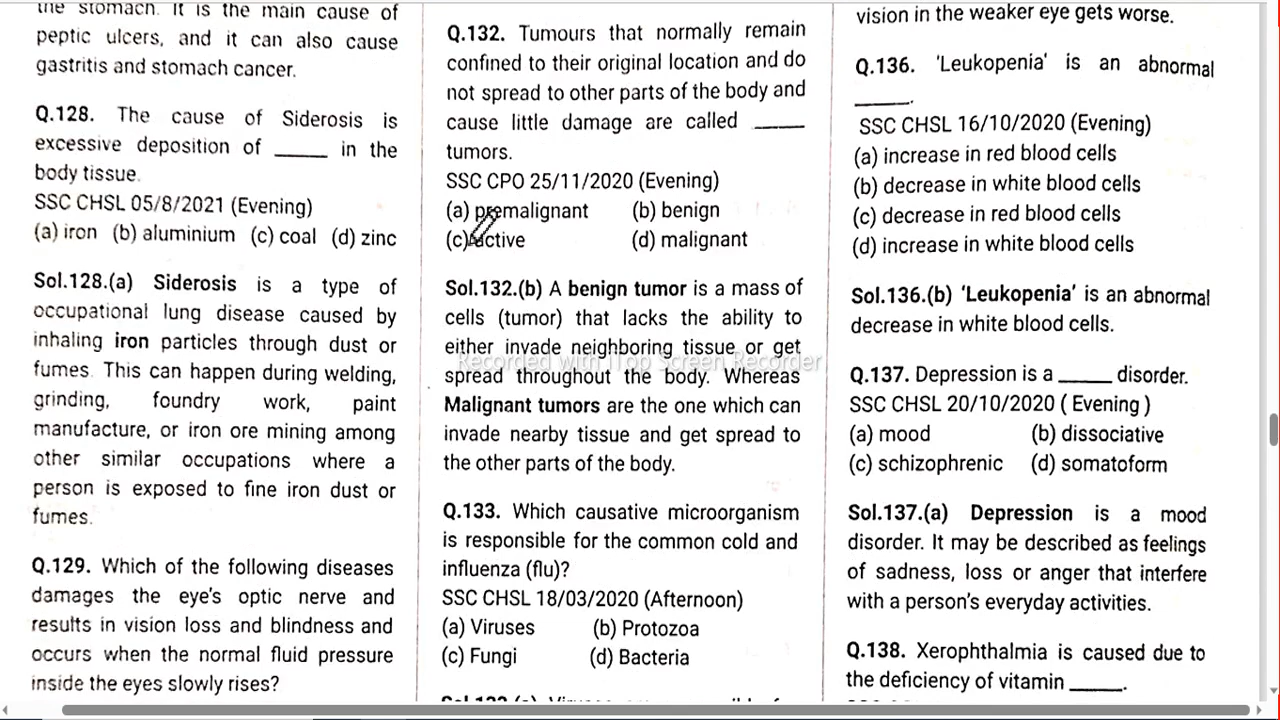 the stomach. It is the main cause of
peptic ulcers, and it can also cause
gastritis and stomach cancer.
Q.128. The cause of Siderosis is
excessive deposition of _____ in the
body tissue.
SSC CHSL 05/8/2021 (Evening)
(a) iron (b) aluminium (c) coal (d) zinc
Sol.128.(a) Siderosis is a type of
occupational lung disease caused by
inhaling iron particles through dust or
fumes. This can happen during welding,
grinding, foundry work, paint
manufacture, or iron ore mining among
other similar occupations where a
person is exposed to fine iron dust or
fumes.
Q.129. Which of the following diseases
damages the eye's optic nerve and
results in vision loss and blindness and
occurs when the normal fluid pressure
inside the eyes slowly rises?
Q.132. Tumours that normally remain
confined to their original location and do
not spread to other parts of the body and
cause little damage are called _____
tumors.
SSC CPO 25/11/2020 (Evening)
(a) premalignant (b) benign
(c) active (d) malignant
Sol.132.(b) A benign tumor is a mass of
cells (tumor) that lacks the ability to
either invade neighboring tissue or get
spread throughout the body. Whereas
Malignant tumors are the one which can
invade nearby tissue and get spread to
the other parts of the body.
Q.133. Which causative microorganism
is responsible for the common cold and
influenza (flu)?
SSC CHSL 18/03/2020 (Afternoon)
(a) Viruses (b) Protozoa
(c) Fungi (d) Bacteria
vision in the weaker eye gets worse.
Q.136. 'Leukopenia' is an abnormal
_____.
SSC CHSL 16/10/2020 (Evening)
(a) increase in red blood cells
(b) decrease in white blood cells
(c) decrease in red blood cells
(d) increase in white blood cells
Sol.136.(b) 'Leukopenia' is an abnormal
decrease in white blood cells.
Q.137. Depression is a _____ disorder.
SSC CHSL 20/10/2020 ( Evening )
(a) mood (b) dissociative
(c) schizophrenic (d) somatoform
Sol.137.(a) Depression is a mood
disorder. It may be described as feelings
of sadness, loss or anger that interfere
with a person's everyday activities.
Q.138. Xerophthalmia is caused due to
the deficiency of vitamin _____.
Recorded with iTop Screen Recorder